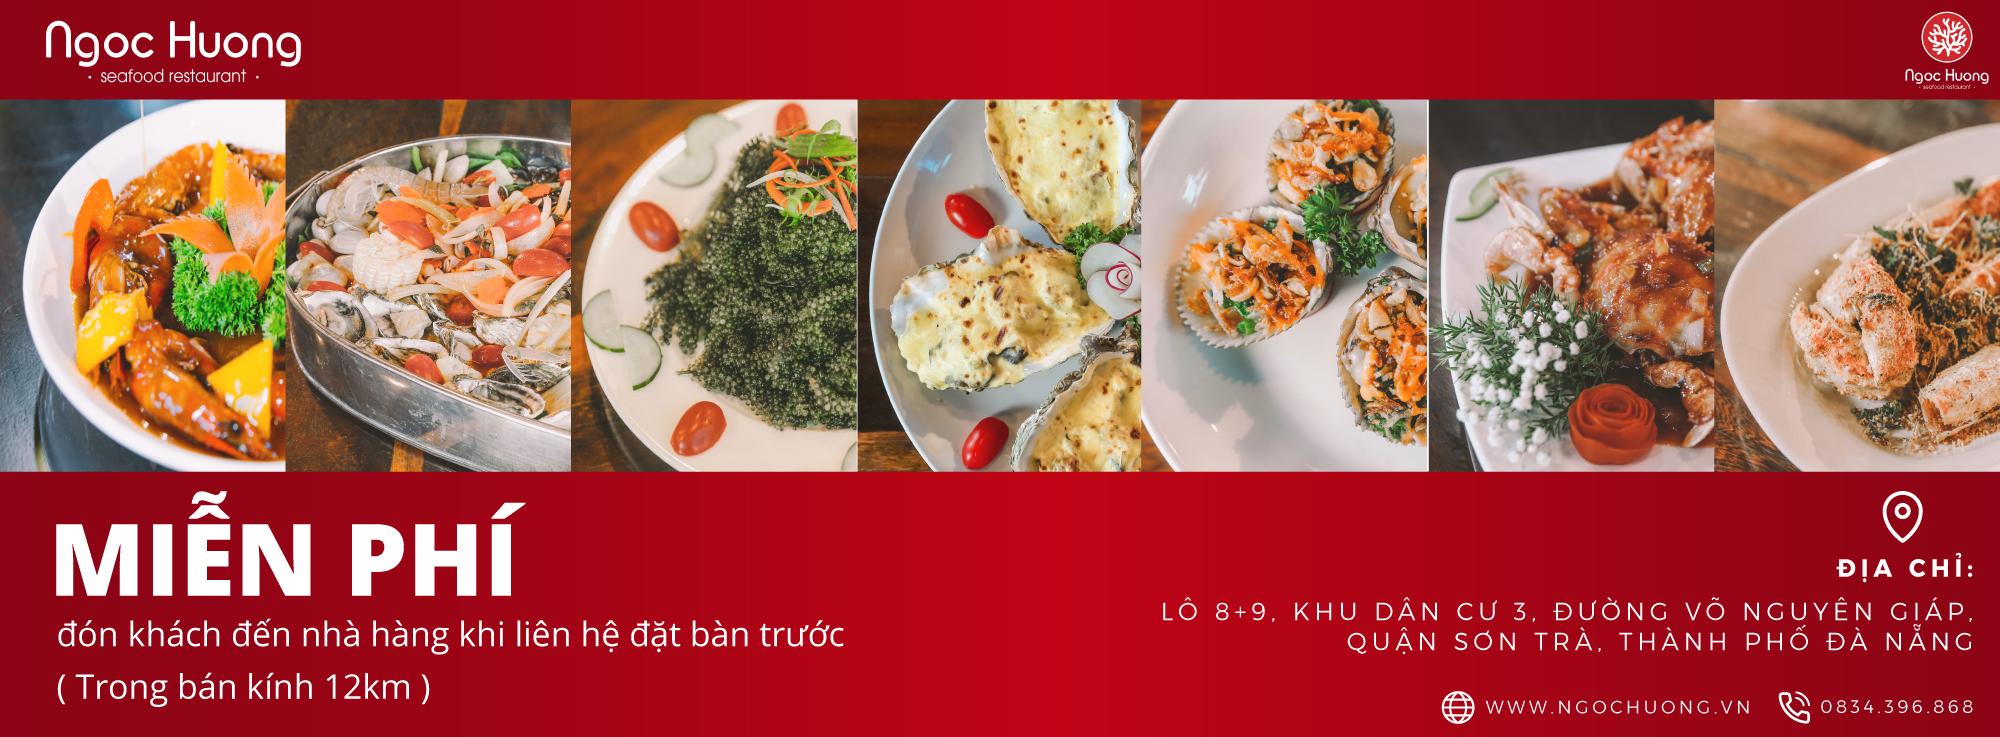 Ngoc Huong
· seafood restaurant ·
Ngoc Huong
· seafood restaurant ·
MIỄN PHÍ
đón khách đến nhà hàng khi liên hệ đặt bàn trước
( Trong bán kính 12km )
ĐỊA CHỈ:
LÔ 8+9, KHU DÂN CƯ 3, ĐƯỜNG VÕ NGUYÊN GIÁP,
QUẬN SƠN TRÀ, THÀNH PHỐ ĐÀ NẴNG
WWW.NGOCHUONG.VN 0834.396.868